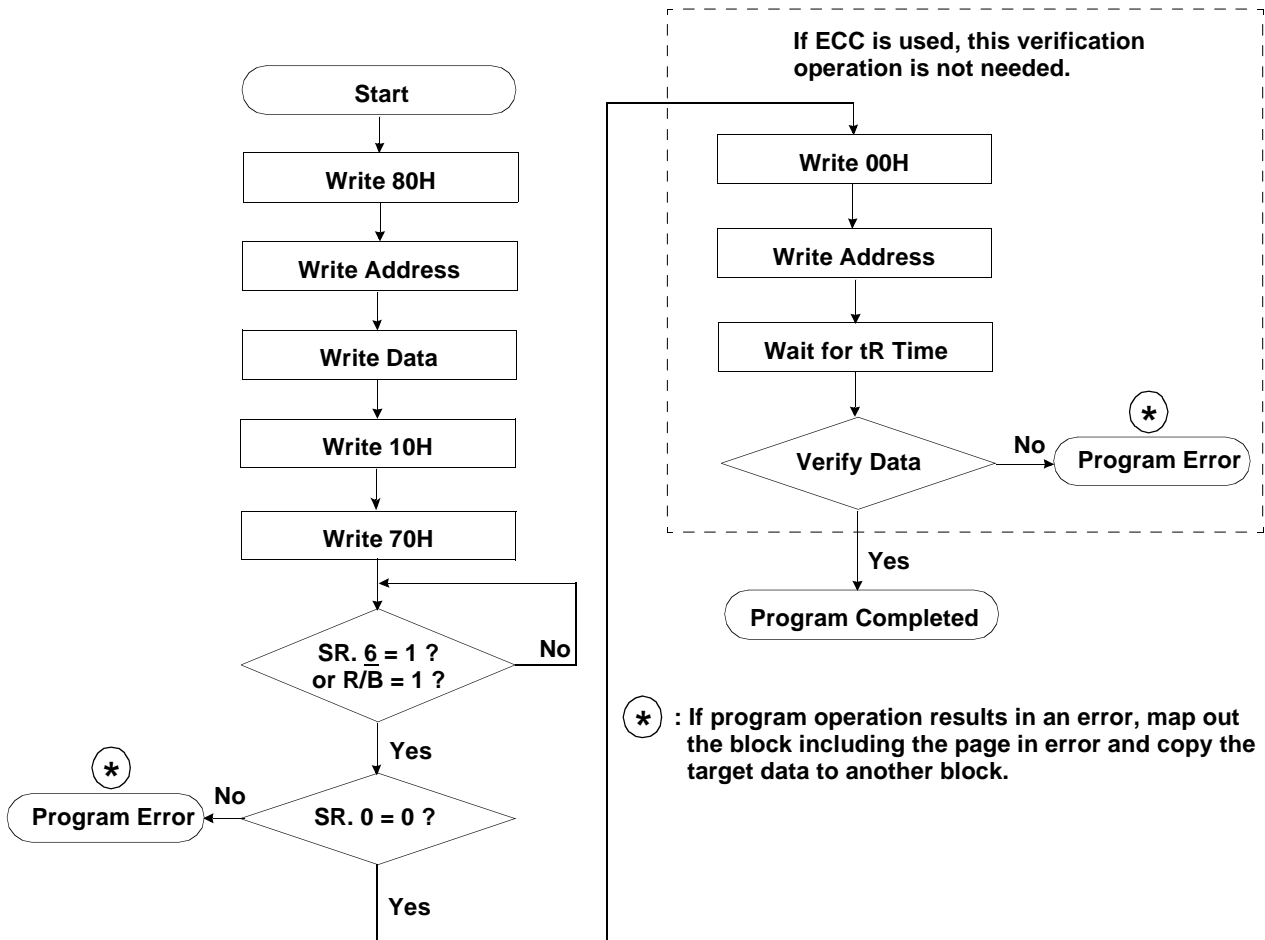 Start
Write 80H
Write Address
Write Data
Write 10H
Write 70H
SR. 6 = 1 ?
or R/B = 1 ?
No
Yes
*
No
Program Error
SR. 0 = 0 ?
Yes
If ECC is used, this verification
operation is not needed.
Write 00H
Write Address
Wait for tR Time
*
Verify Data
No
Program Error
Yes
Program Completed
* : If program operation results in an error, map out
the block including the page in error and copy the
target data to another block.